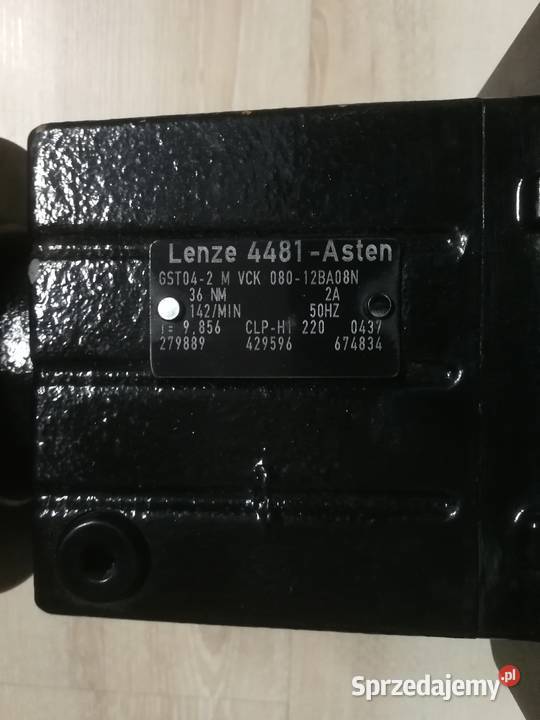 Lenze 4481-Asten
GST04-2 M VCK 080-12BA08N
36 NM 2A
142/MIN 50HZ
i= 9,856 CLP-HI 220 0437
279889 429596 674834
Sprzedajemy.pl